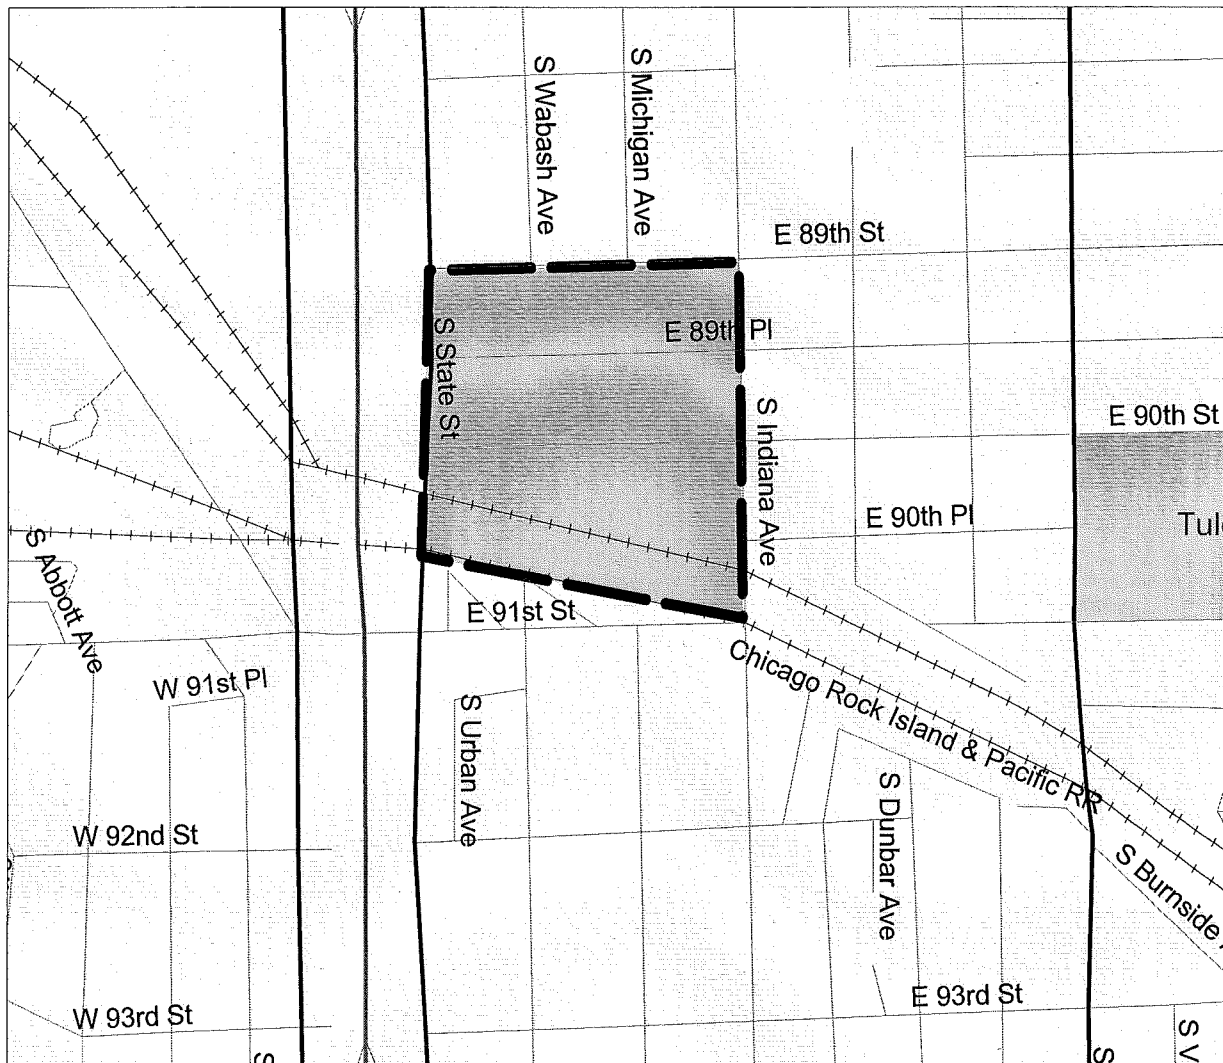 S Wabash Ave
S Michigan Ave
E 89th St
S State St
E 89th Pl
S Indiana Ave
E 90th St
E 90th Pl
S Abbott Ave
E 91st St
W 91st Pl
Chicago Rock Island & Pacific RR
S Urban Ave
S Dunbar Ave
W 92nd St
S Burnside
E 93rd St
W 93rd St
S
S
S V